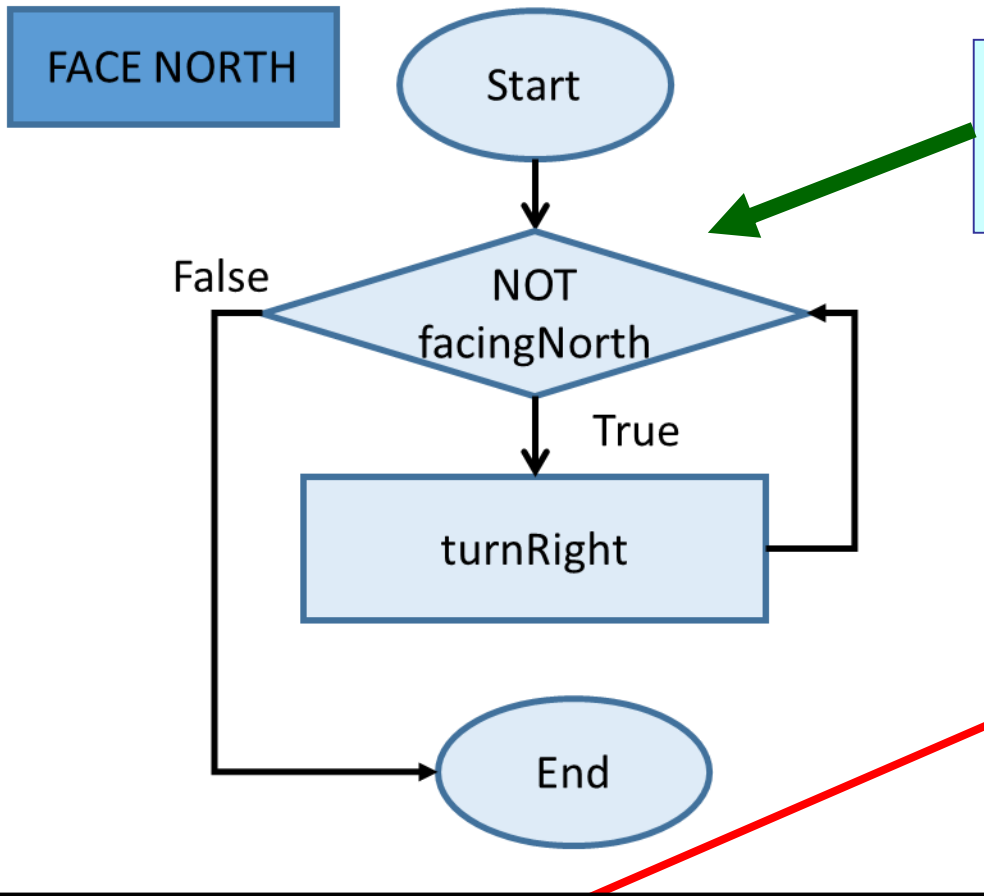 FACE NORTH
Start
False
NOT
facingNorth
True
turnRight
End